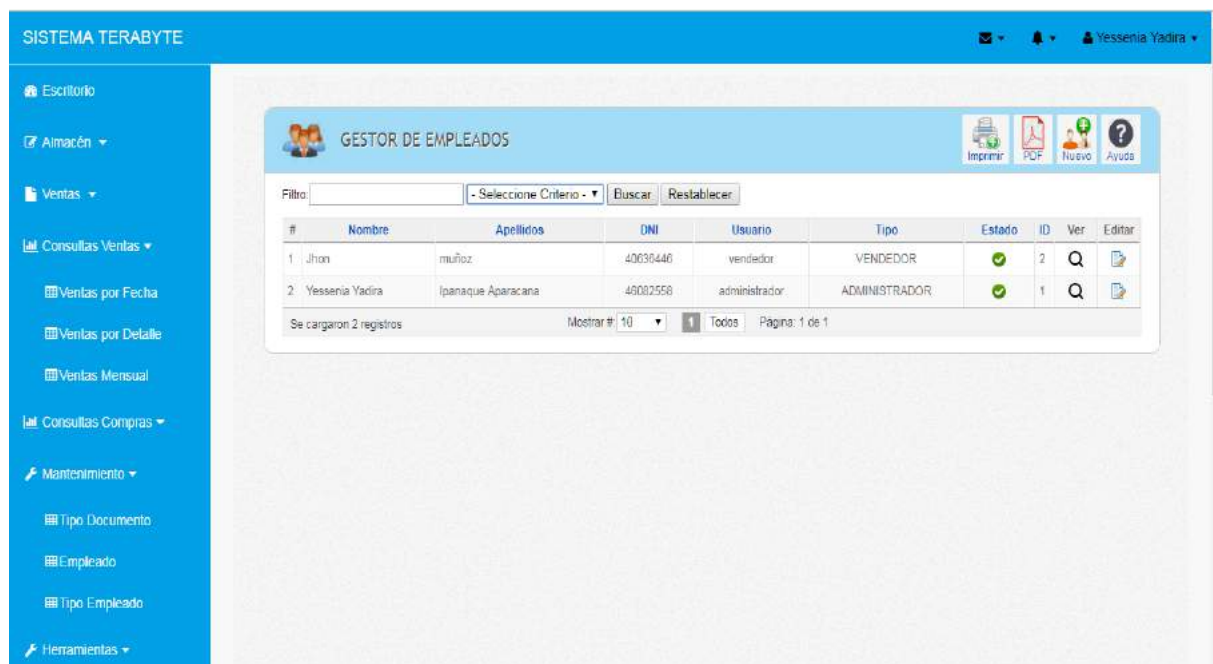 SISTEMA TERABYTE
Yessenia Yadira
Escritorio
Almacén
Ventas
Consultas Ventas
Ventas por Fecha
Ventas por Detalle
Ventas Mensual
Consultas Compras
Mantenimiento
Tipo Documento
Empleado
Tipo Empleado
Herramientas
GESTOR DE EMPLEADOS
Imprimir PDF Nuevo Ayuda
Filtro: - Seleccione Criterio - Buscar Restablecer
# Nombre Apellidos DNI Usuario Tipo Estado ID Ver Editar
1 Jhon muñoz 40636446 vendedor VENDEDOR 2
2 Yessenia Yadira Ipanaque Aparacana 46082558 administrador ADMINISTRADOR 1
Se cargaron 2 registros Mostrar #: 10 1 Todos Página: 1 de 1